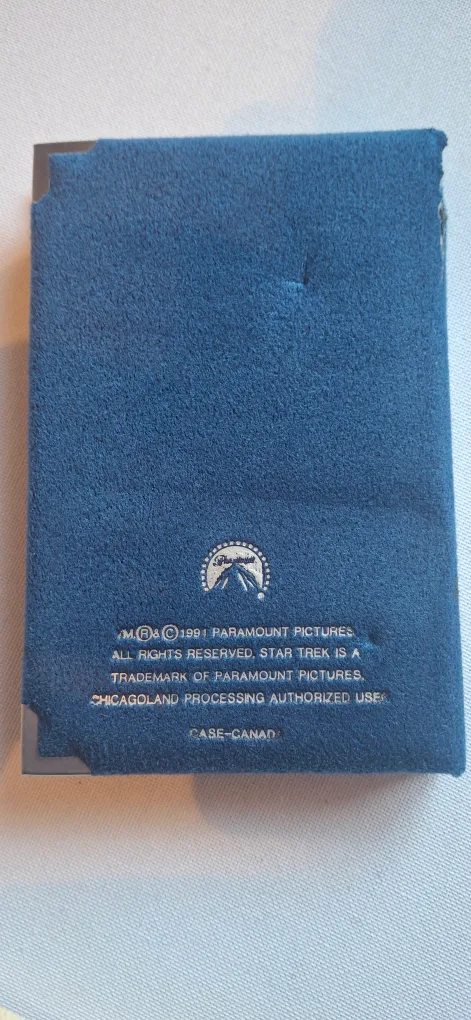 Paramount
®
TM,®&©1991 PARAMOUNT PICTURES
ALL RIGHTS RESERVED. STAR TREK IS A
TRADEMARK OF PARAMOUNT PICTURES.
CHICAGOLAND PROCESSING AUTHORIZED USER
CASE-CANADA